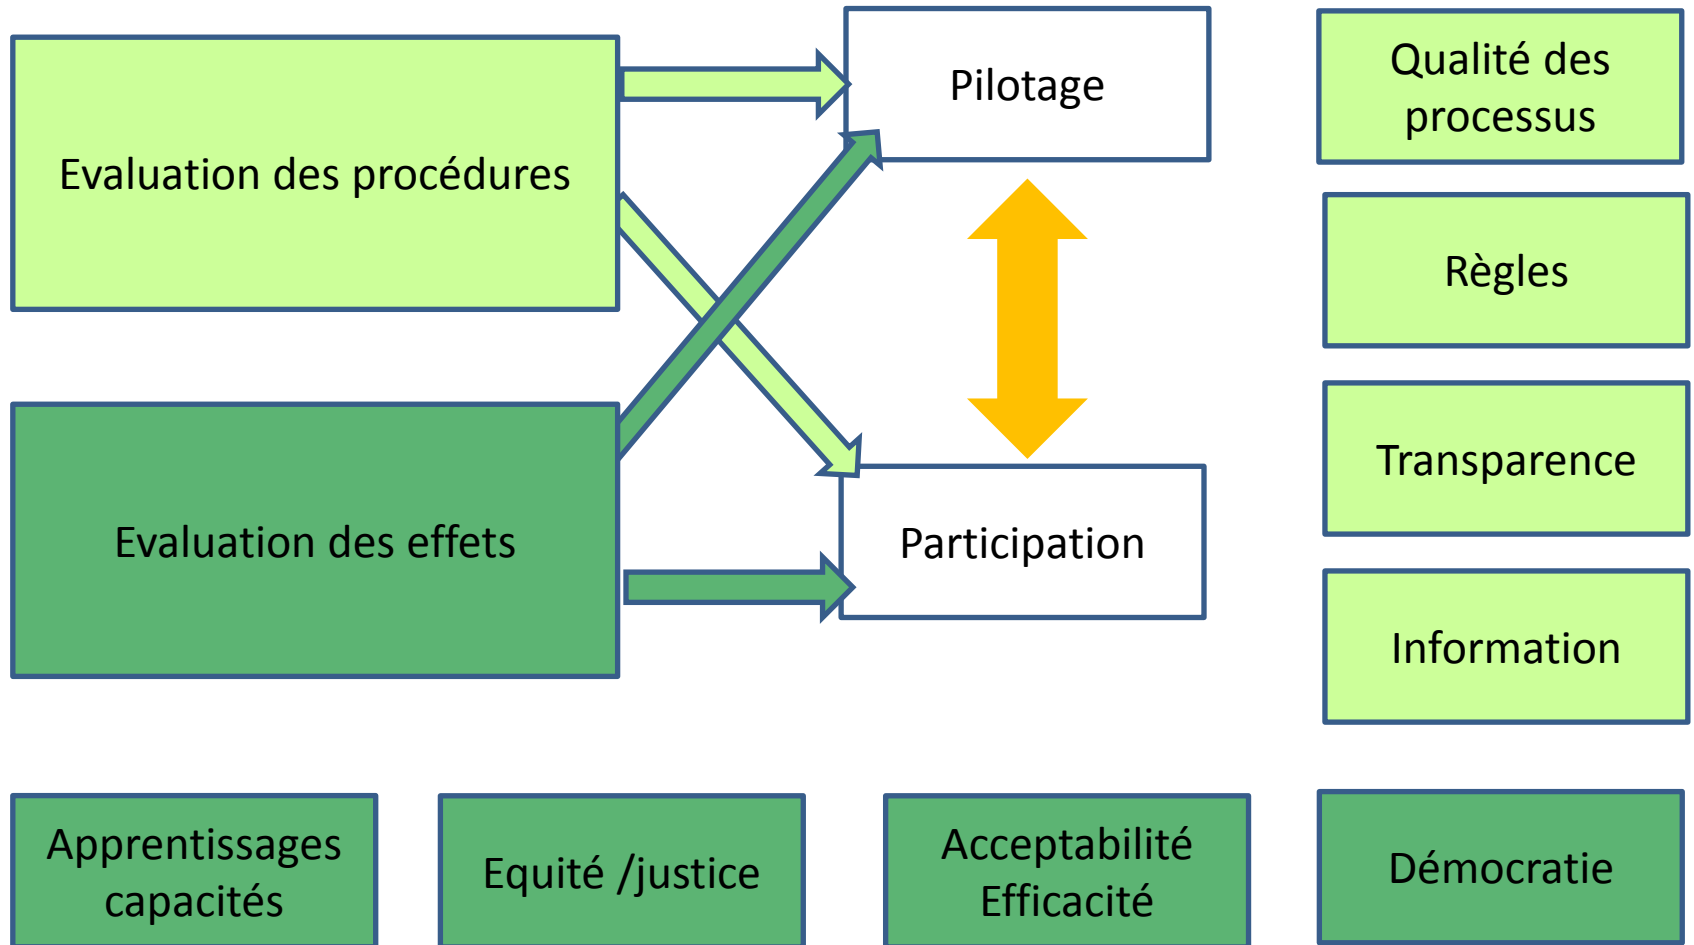 Evaluation des procédures
Pilotage
Qualité des
processus
Règles
Transparence
Evaluation des effets
Participation
Information
Apprentissages
capacités
Equité /justice
Acceptabilité
Efficacité
Démocratie